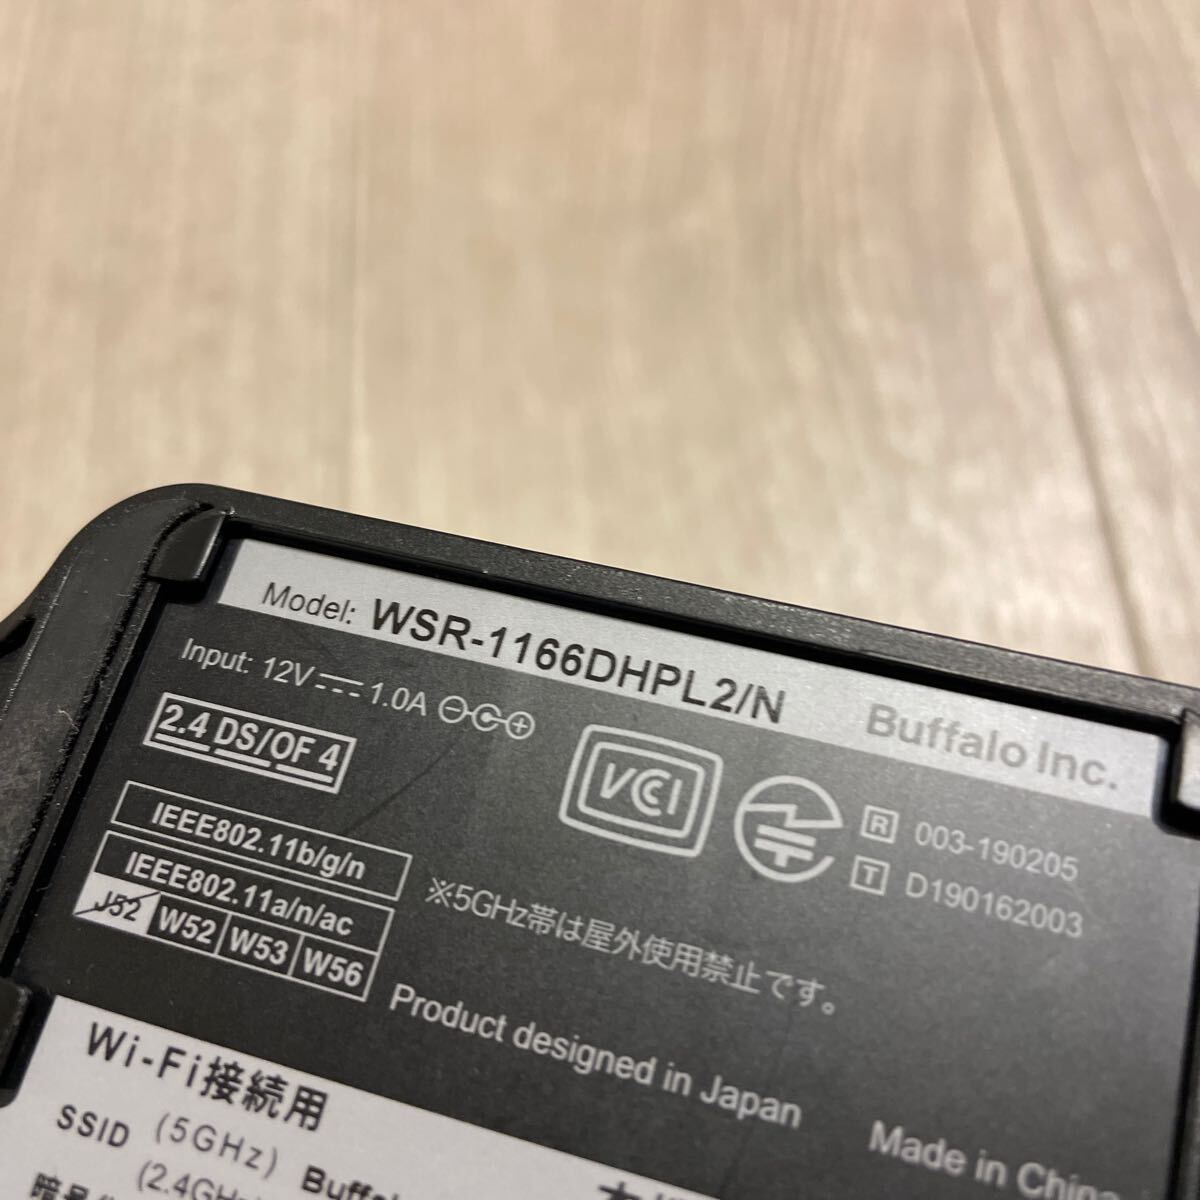 Model: WSR-1166DHPL2/N
Buffalo Inc.
Input: 12V 1.0A
2.4 DS/OF 4
VCCI
R 003-190205
T D190162003
IEEE802.11b/g/n
IEEE802.11a/n/ac
J52 W52 W53 W56
※5GHz帯は屋外使用禁止です。
Product designed in Japan
Made in China
Wi-Fi接続用
SSID (5GHz)
(2.4GHz)